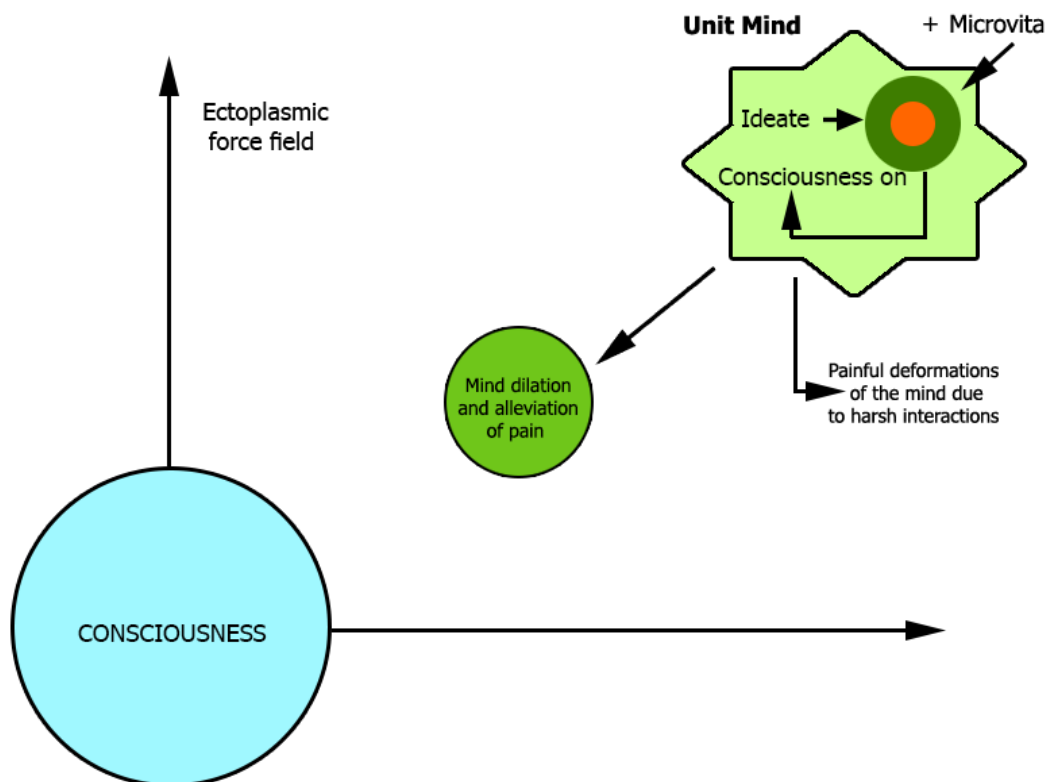 Unit Mind
+ Microvita
Ectoplasmic
force field
Ideate
Consciousness on
Mind dilation
and alleviation
of pain
Painful deformations
of the mind due
to harsh interactions
CONSCIOUSNESS